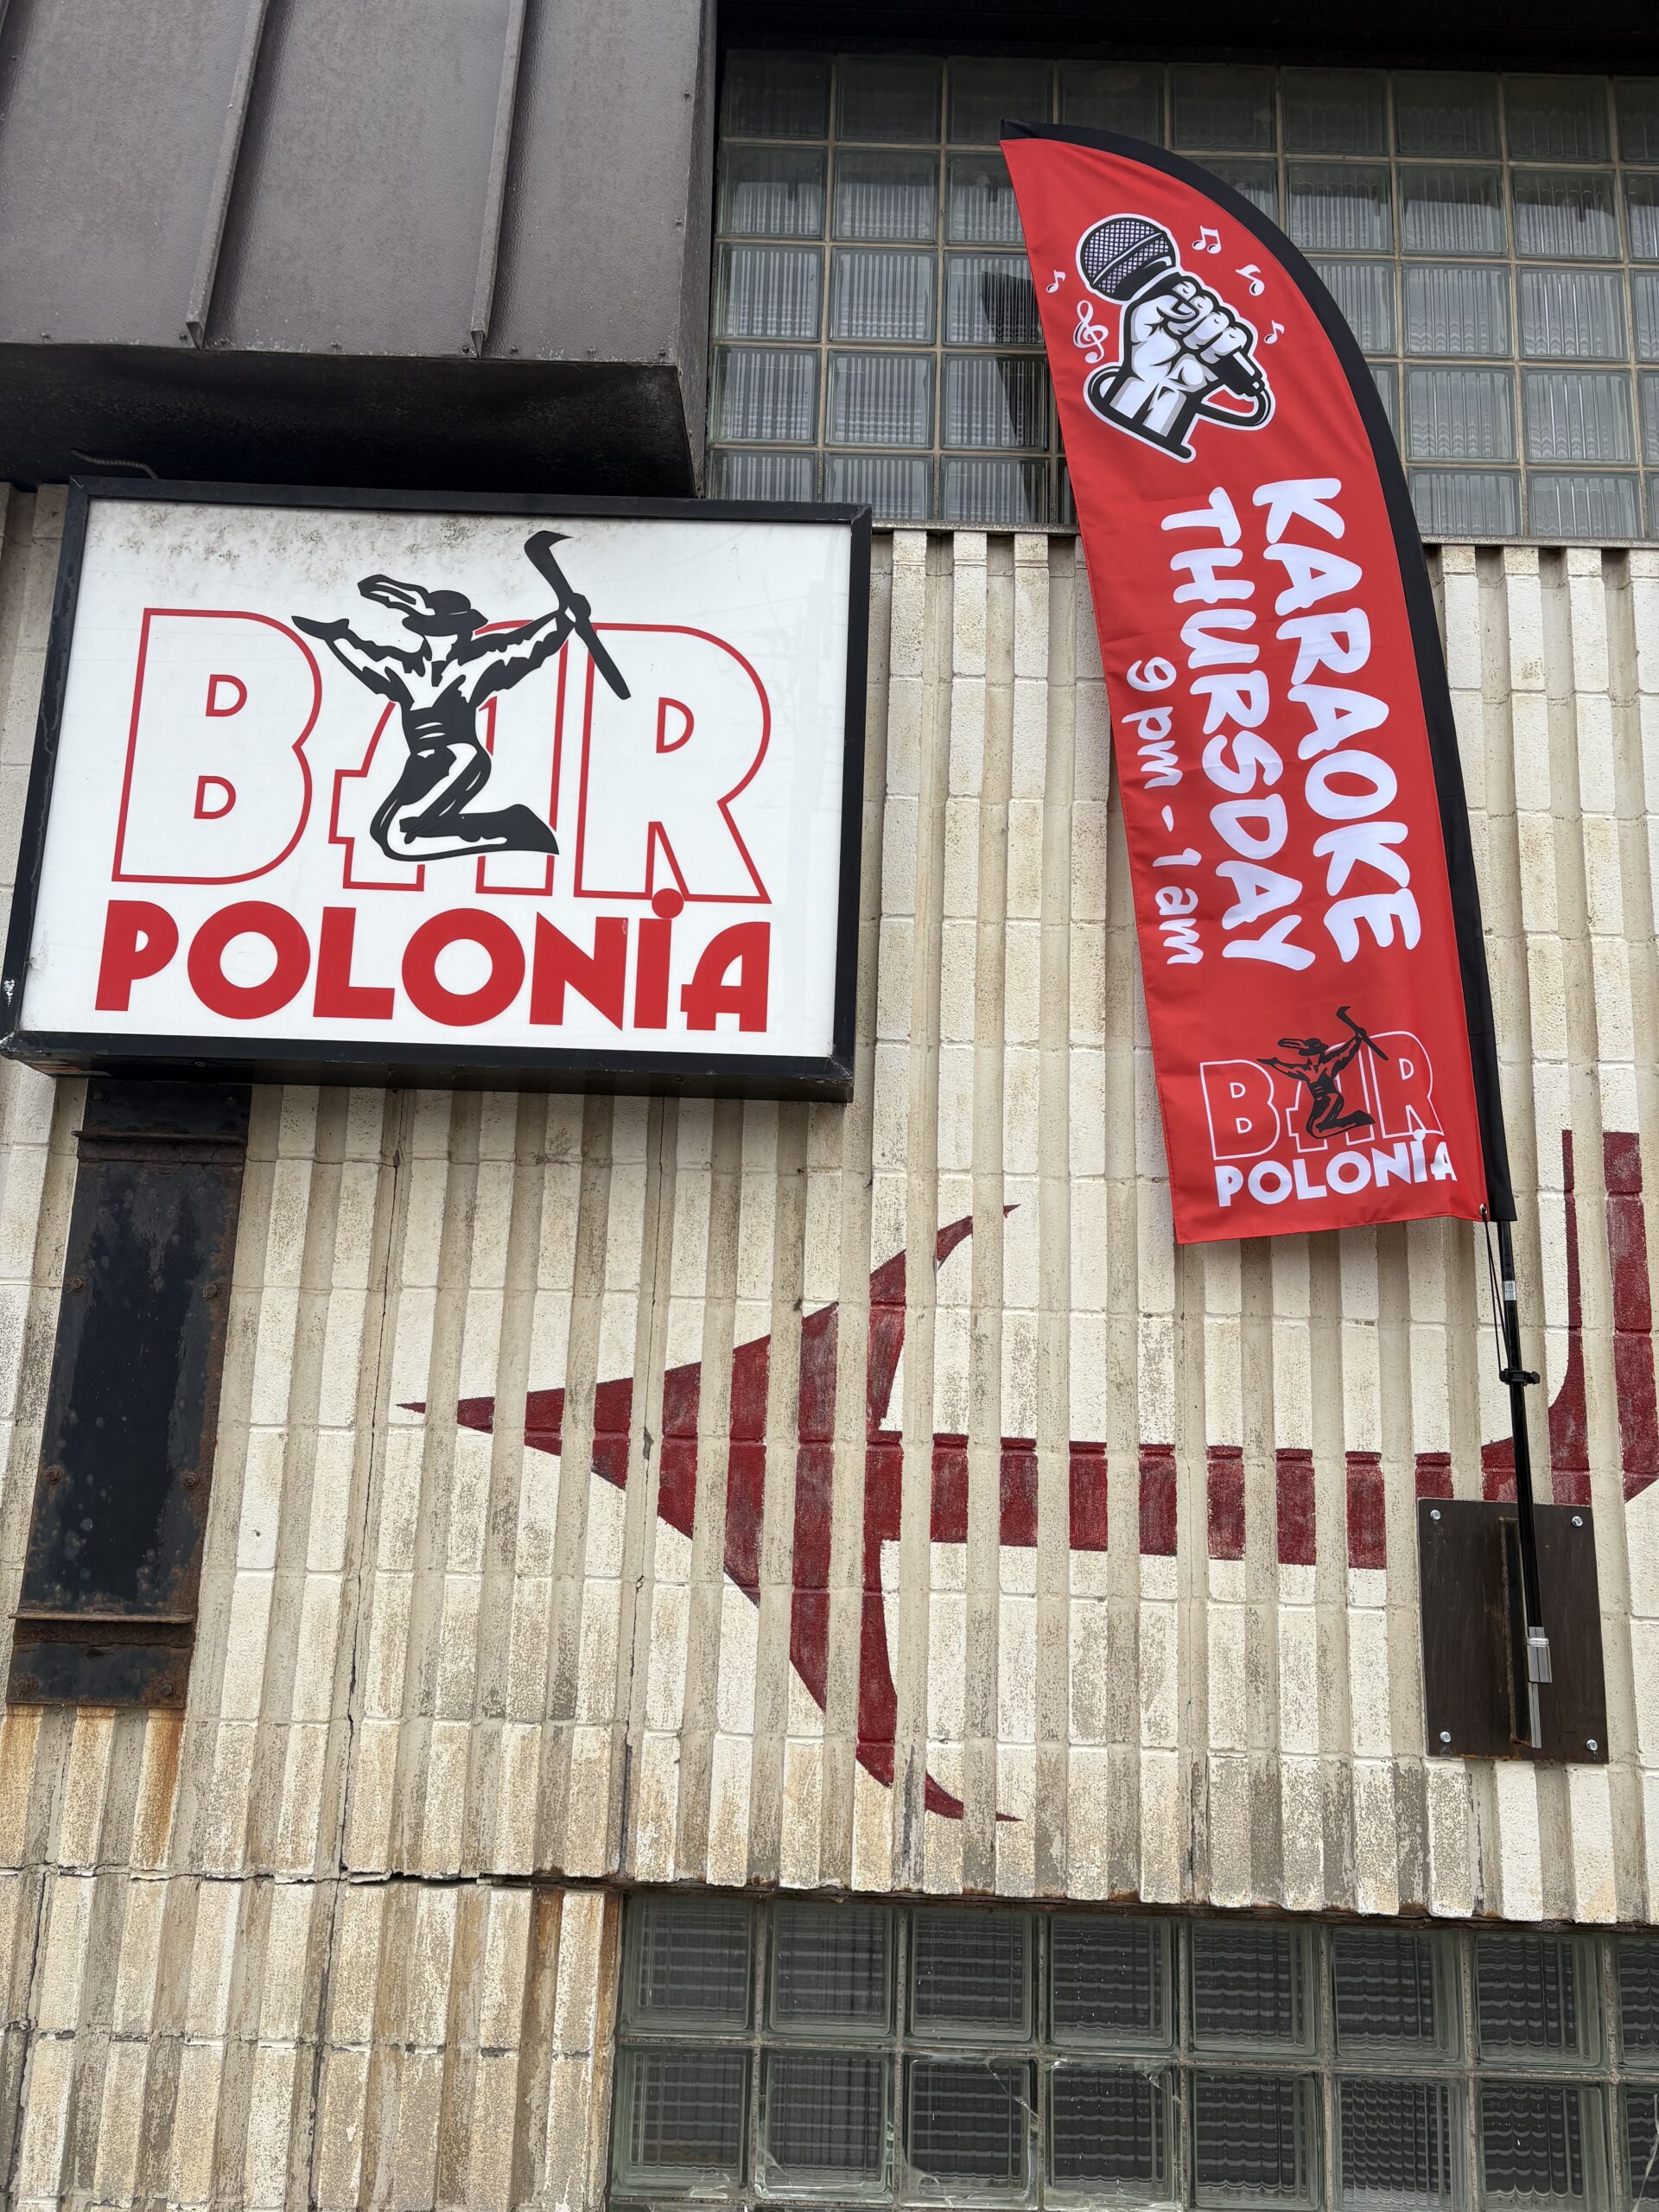 BAR
POLONIA
KARAOKE
THURSDAY
9 pm - 1 am
BAR
POLONIA